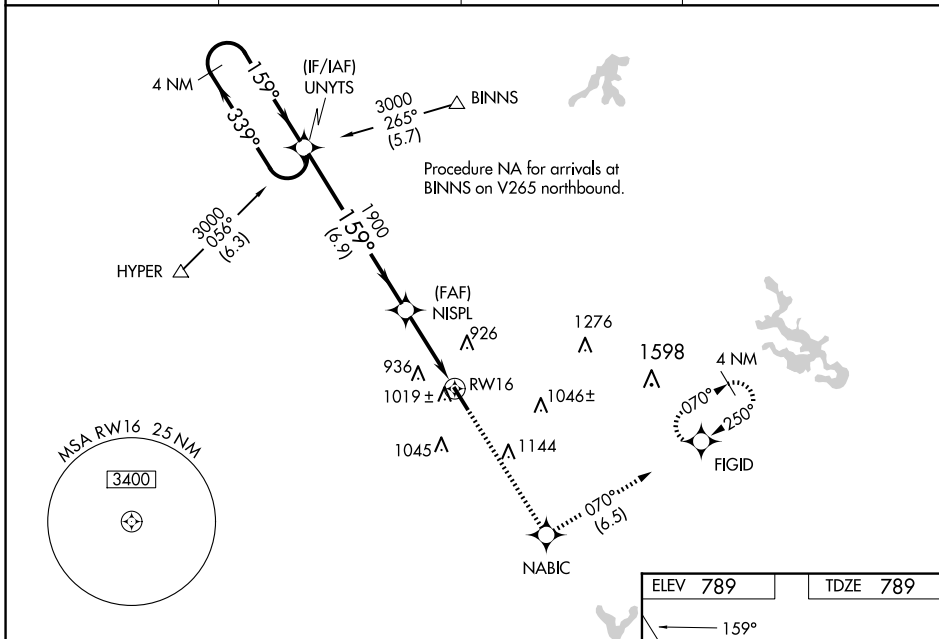 4 NM
159°
339°
(IF/IAF)
UNYTS
3000
265°
(5.7)
BINNS
Procedure NA for arrivals at
BINNS on V265 northbound.
3000
056°
(6.3)
HYPER
1900
159°
(6.9)
(FAF)
NISPL
926
1276
1598
936
RW16
1019 ±
1046±
1045
1144
4 NM
070°
250°
FIGID
070°
(6.5)
NABIC
MSA RW16 25 NM
3400
ELEV 789
TDZE 789
159°